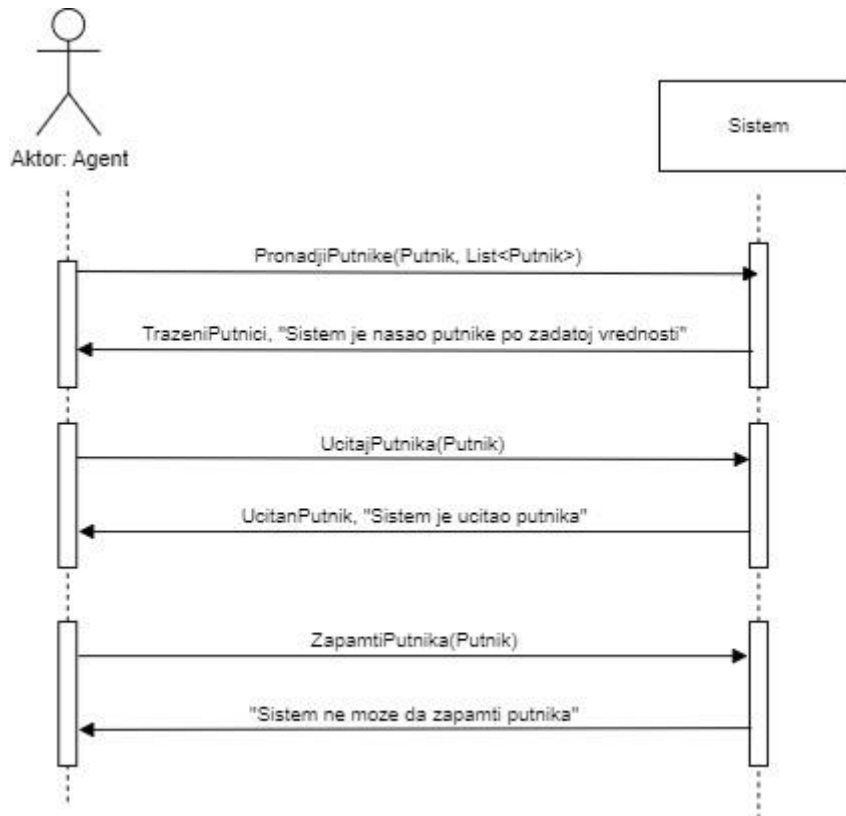 Sistem
Aktor: Agent
PronadjiPutnike(Putnik, List<Putnik>)
TrazeniPutnici, "Sistem je nasao putnike po zadatoj vrednosti"
UcitajPutnika(Putnik)
UcitanPutnik, "Sistem je ucitao putnika"
ZapamtiPutnika(Putnik)
"Sistem ne moze da zapamti putnika"